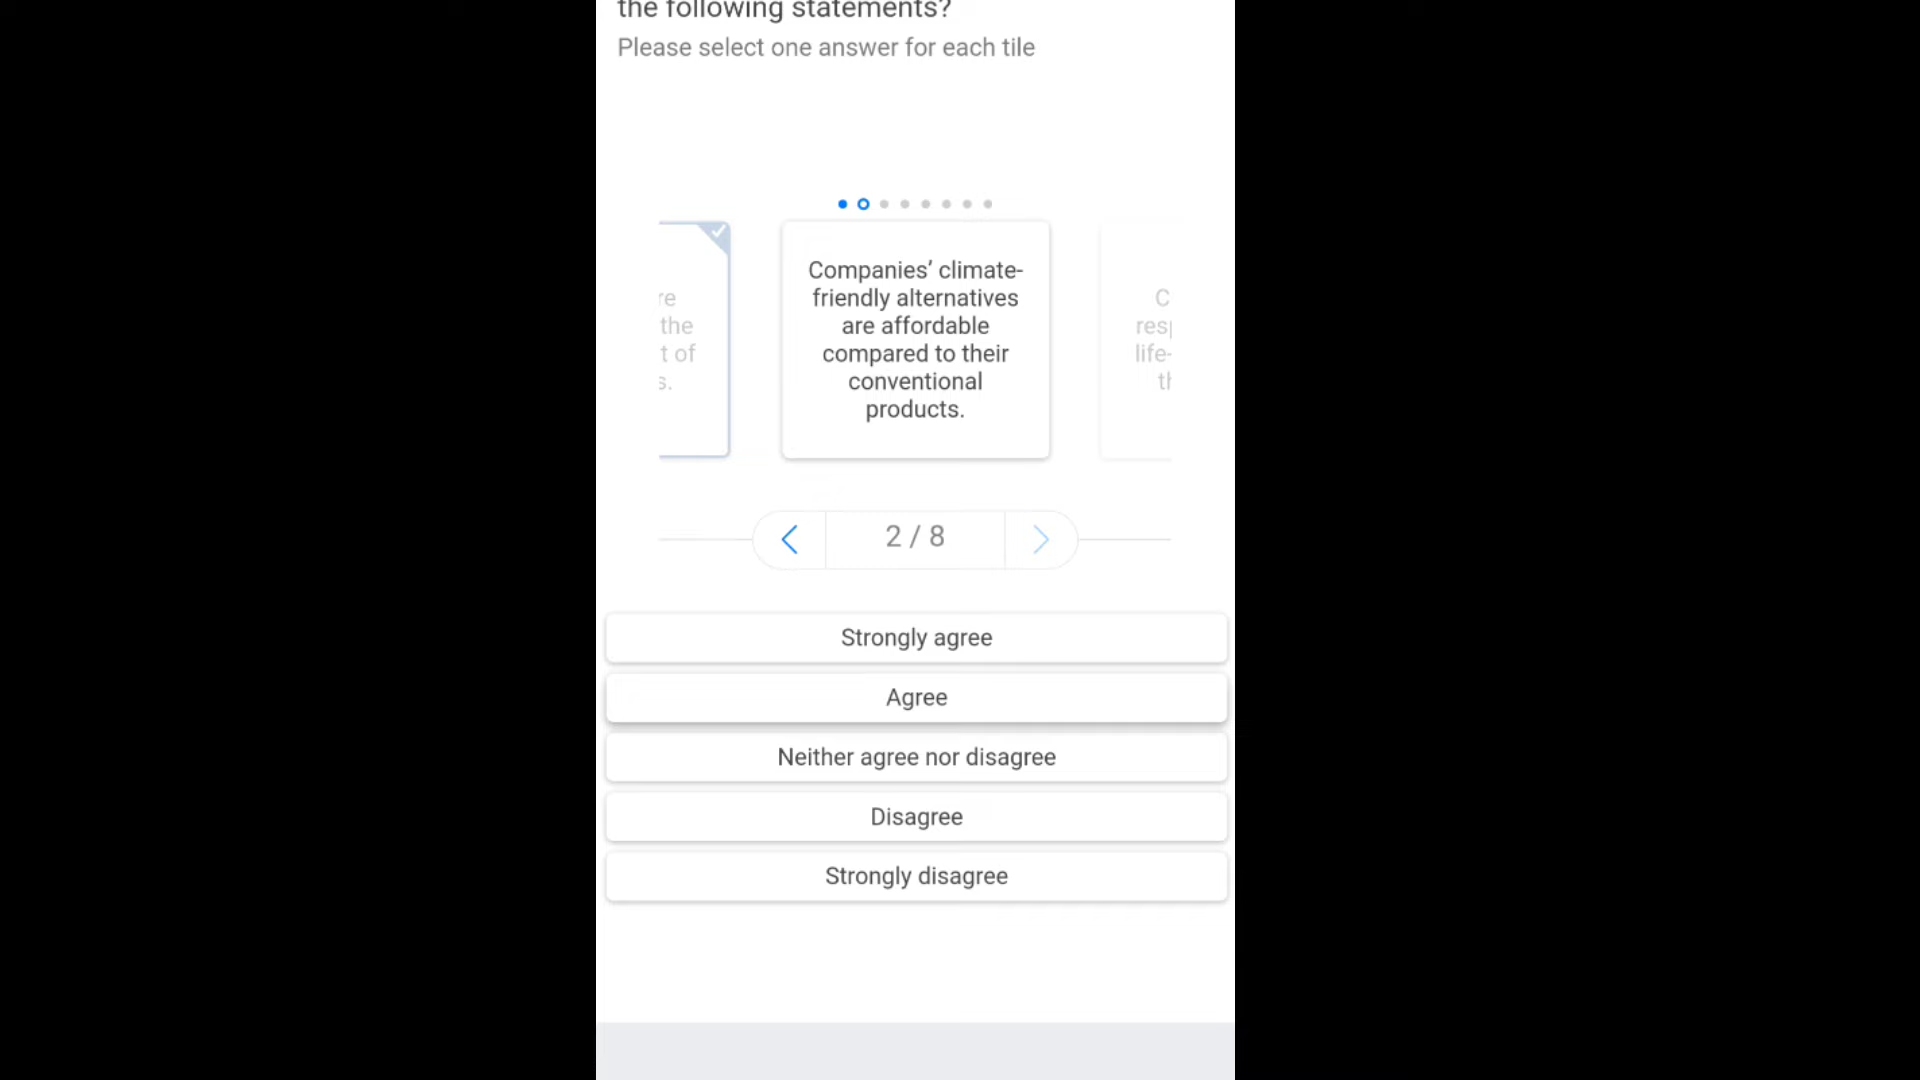 the following statements?
Please select one answer for each tile
re
the
t of
s.
Companies’ climate-
friendly alternatives
are affordable
compared to their
conventional
products.
C
resp
life-
th
2 / 8
Strongly agree
Agree
Neither agree nor disagree
Disagree
Strongly disagree